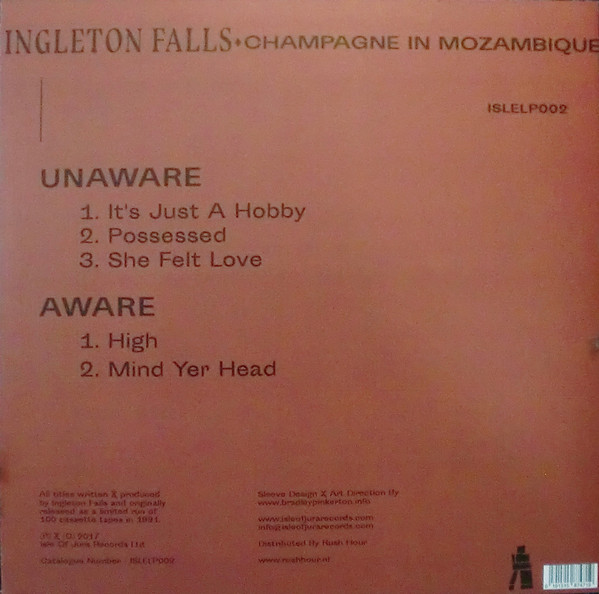 INGLETON FALLS♦CHAMPAGNE IN MOZAMBIQUE
ISLELP002
UNAWARE
1. It's Just A Hobby
2. Possessed
3. She Felt Love
AWARE
1. High
2. Mind Yer Head
All titles written & produced
by Ingleton Falls and originally
released as a limited run of
100 cassette tapes in 1991.
℗ & © 2017
Isle Of Jura Records Ltd
Catalogue Number : ISLELP002
Sleeve Design & Art Direction By
www.bradleypinkerton.info
www.isleofjurarecords.com
info@isleofjurarecords.com
Distributed By Rush Hour
www.rushhour.nl